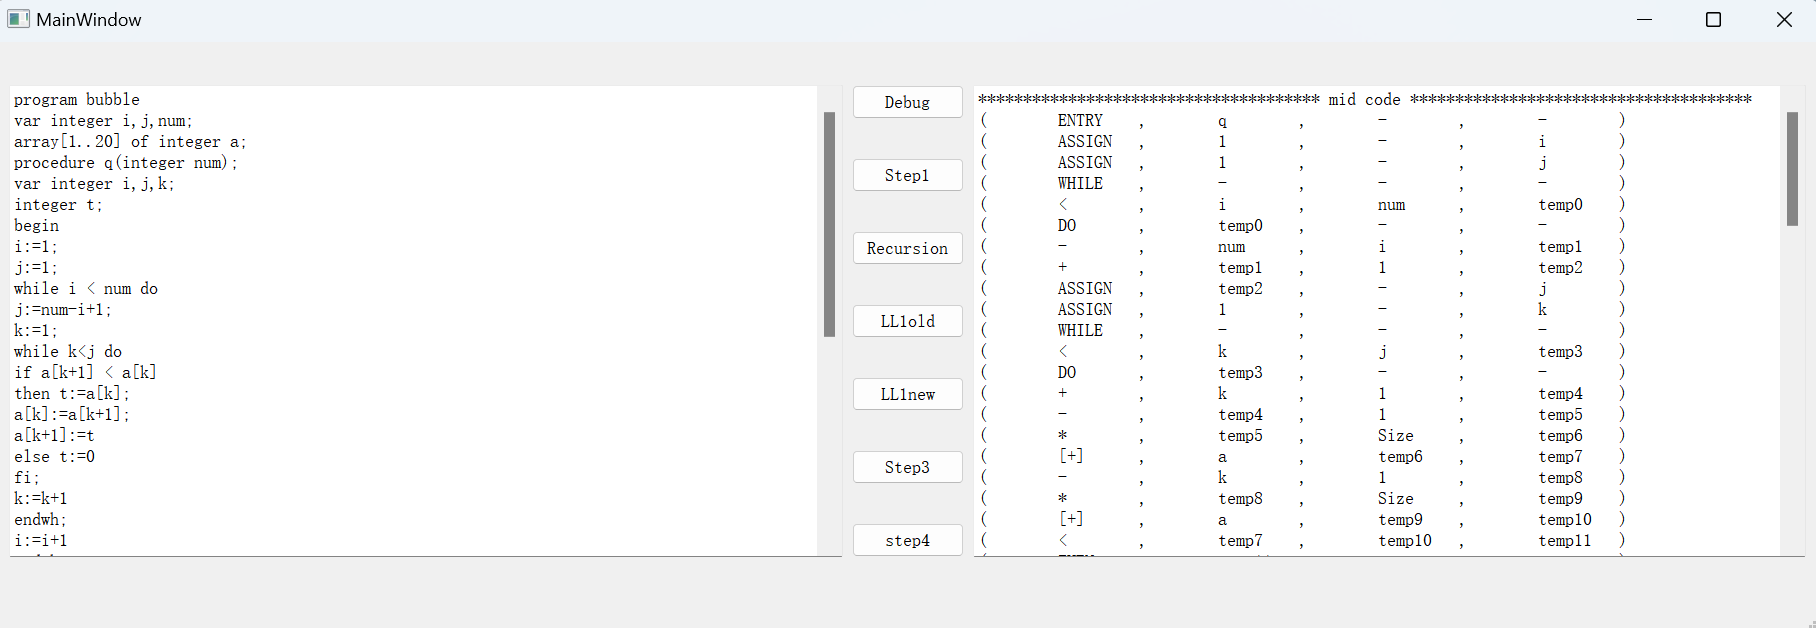 MainWindow
program bubble
var integer i,j,num;
array[1..20] of integer a;
procedure q(integer num);
var integer i,j,k;
integer t;
begin
i:=1;
j:=1;
while i < num do
j:=num-i+1;
k:=1;
while k<j do
if a[k+1] < a[k]
then t:=a[k];
a[k]:=a[k+1];
a[k+1]:=t
else t:=0
fi;
k:=k+1
endwh;
i:=i+1
Debug
Step1
Recursion
LL1old
LL1new
Step3
step4
************************************** mid code **************************************
( ENTRY , q , - , - )
( ASSIGN , 1 , - , i )
( ASSIGN , 1 , - , j )
( WHILE , - , - , - )
( < , i , num , temp0 )
( DO , temp0 , - , - )
( - , num , i , temp1 )
( + , temp1 , 1 , temp2 )
( ASSIGN , temp2 , - , j )
( ASSIGN , 1 , - , k )
( WHILE , - , - , - )
( < , k , j , temp3 )
( DO , temp3 , - , - )
( + , k , 1 , temp4 )
( - , temp4 , 1 , temp5 )
( * , temp5 , Size , temp6 )
( [+] , a , temp6 , temp7 )
( - , k , 1 , temp8 )
( * , temp8 , Size , temp9 )
( [+] , a , temp9 , temp10 )
( < , temp7 , temp10 , temp11 )